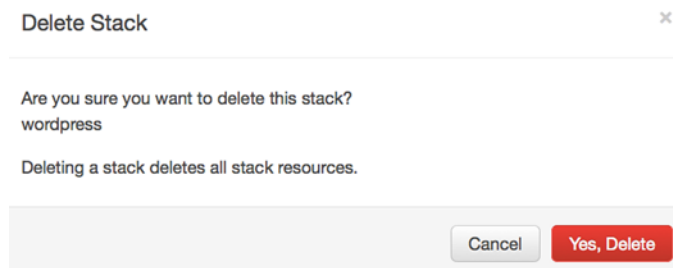 Delete Stack
×
Are you sure you want to delete this stack?
wordpress
Deleting a stack deletes all stack resources.
Cancel
Yes, Delete